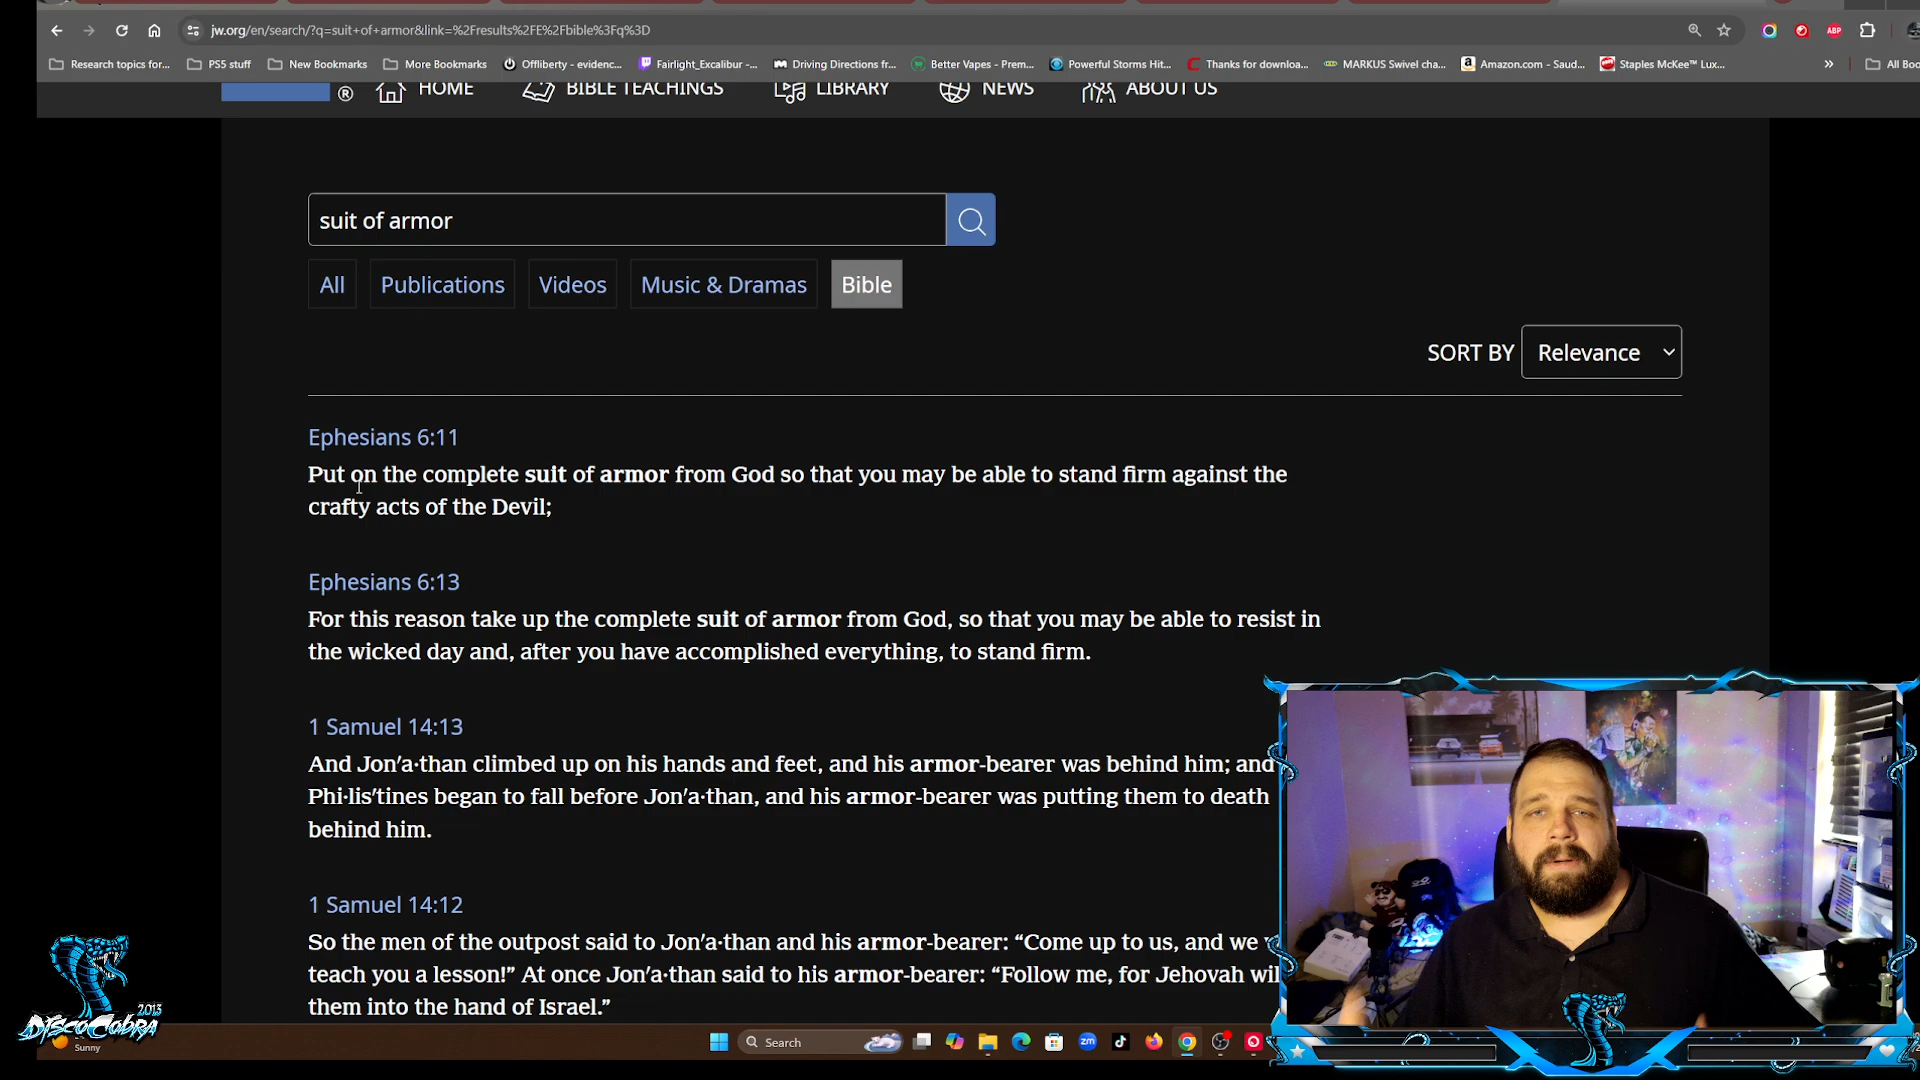 jw.org/en/search/?q=suit+of+armor&link=%2Fresults%2FE%2Fbible%3Fq%3D
Research topics for... PS5 stuff New Bookmarks More Bookmarks Offliberty - evidenc... Fairlight_Excalibur -... Driving Directions fr... Better Vapes - Prem... Powerful Storms Hit... Thanks for downloa... MARKUS Swivel cha... Amazon.com - Saud... Staples McKee™ Lux... » All Boo
ABP
® HOME BIBLE TEACHINGS LIBRARY NEWS ABOUT US
suit of armor
All Publications Videos Music & Dramas Bible
SORT BY Relevance
Ephesians 6:11
Put on the complete suit of armor from God so that you may be able to stand firm against the
crafty acts of the Devil;
Ephesians 6:13
For this reason take up the complete suit of armor from God, so that you may be able to resist in
the wicked day and, after you have accomplished everything, to stand firm.
1 Samuel 14:13
And Jonʹa·than climbed up on his hands and feet, and his armor-bearer was behind him; and
Phi·lisʹtines began to fall before Jonʹa·than, and his armor-bearer was putting them to death
behind him.
1 Samuel 14:12
So the men of the outpost said to Jonʹa·than and his armor-bearer: “Come up to us, and we
teach you a lesson!” At once Jonʹa·than said to his armor-bearer: “Follow me, for Jehovah wil
them into the hand of Israel.”
2013
DiscoCobra
Sunny
Search
zm